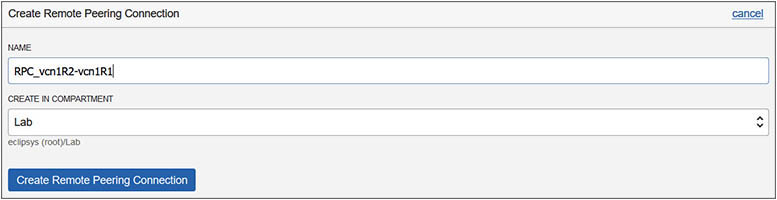 Create Remote Peering Connection cancel
NAME
RPC_vcn1R2-vcn1R1
CREATE IN COMPARTMENT
Lab
eclipsys (root)/Lab
Create Remote Peering Connection